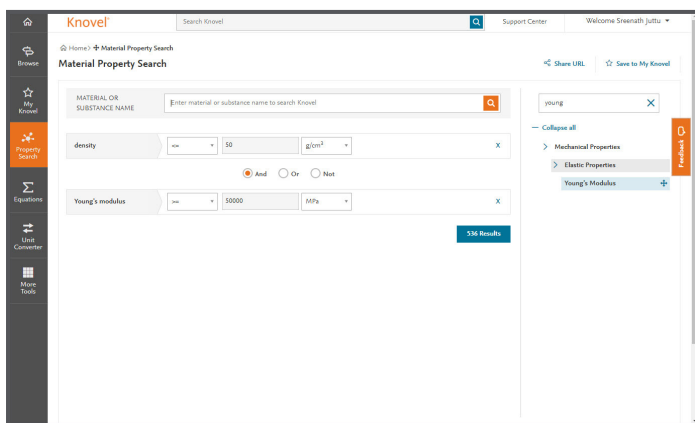 Knovel
Search Knovel
Support Center
Welcome Sreenath Juttu
Home > Material Property Search
Material Property Search
Share URL
Save to My Knovel
Browse
My
Knovel
Property
Search
Equations
Unit
Converter
More
Tools
MATERIAL OR
SUBSTANCE NAME
Enter material or substance name to search Knovel
density
<=
50
g/cm³
X
And
Or
Not
Young's modulus
>=
50000
MPa
X
536 Results
young
Collapse all
Mechanical Properties
Elastic Properties
Young's Modulus
Feedback